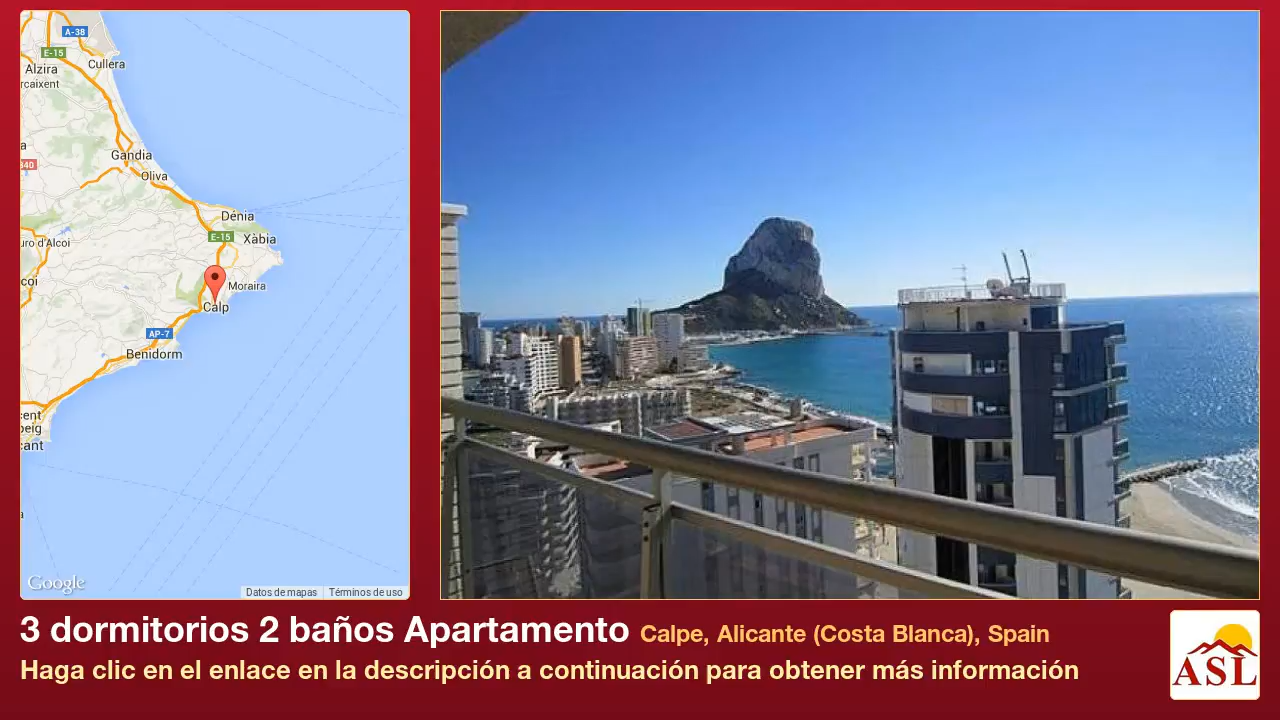 A-38
E-15
Cullera
Alzira
rcaixent
Gandia
Oliva
a
340
Dénia
E-15
Xàbia
uro d'Alcoi
coi
Moraira
Calp
AP-7
Benidorm
cent
peig
cant
a
Google
Datos de mapas
Términos de uso
3 dormitorios 2 baños Apartamento Calpe, Alicante (Costa Blanca), Spain
Haga clic en el enlace en la descripción a continuación para obtener más información
ASL